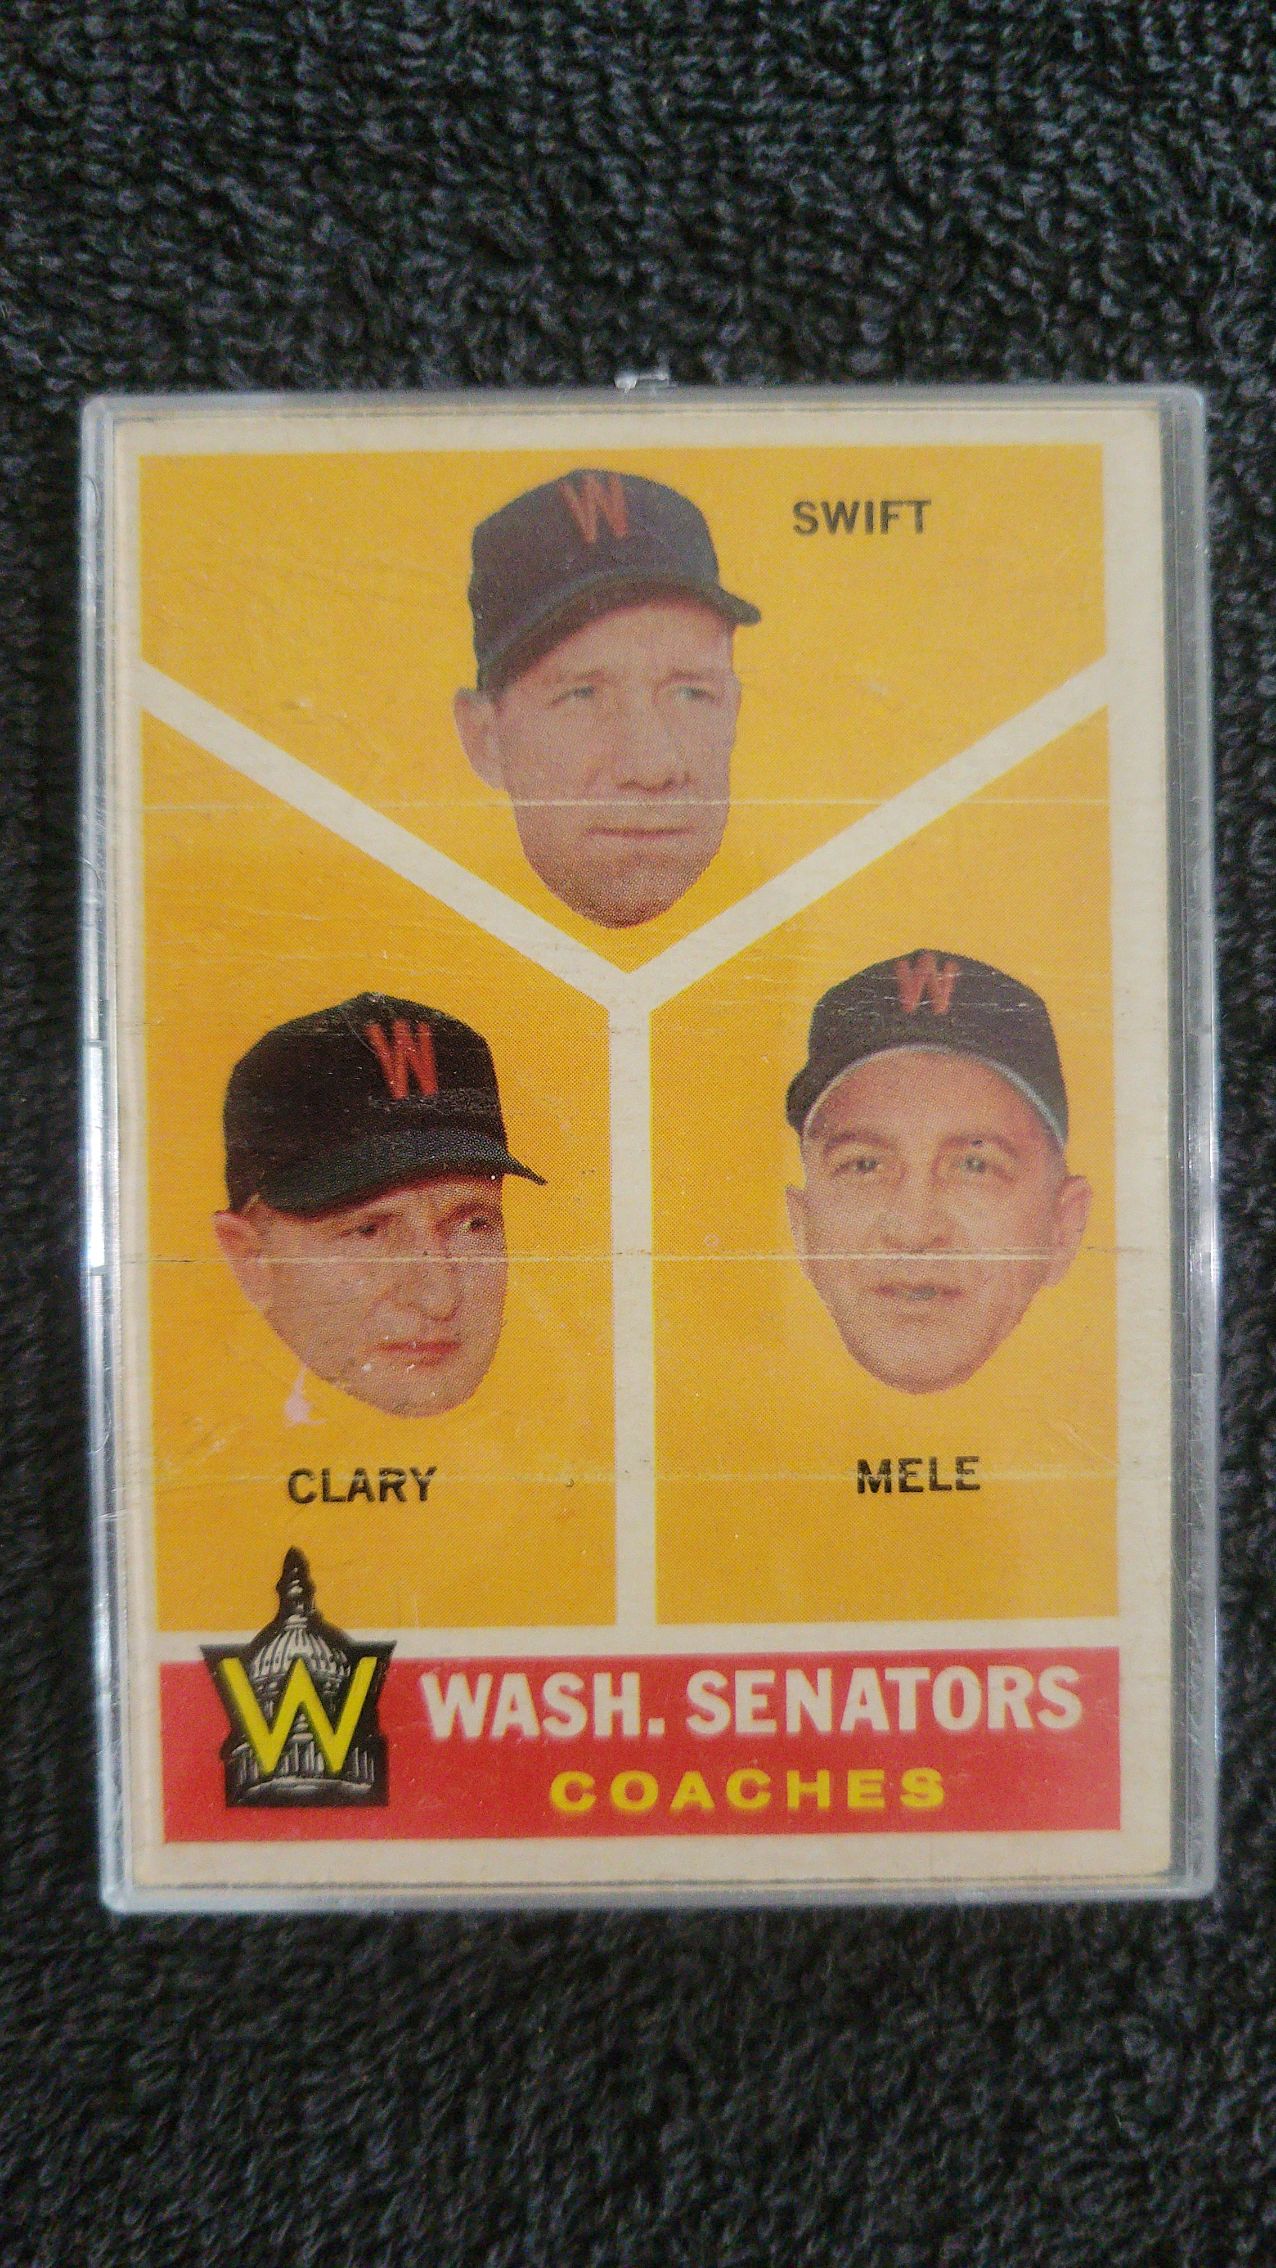 W
SWIFT
W
W
CLARY
MELE
W
WASH. SENATORS
COACHES